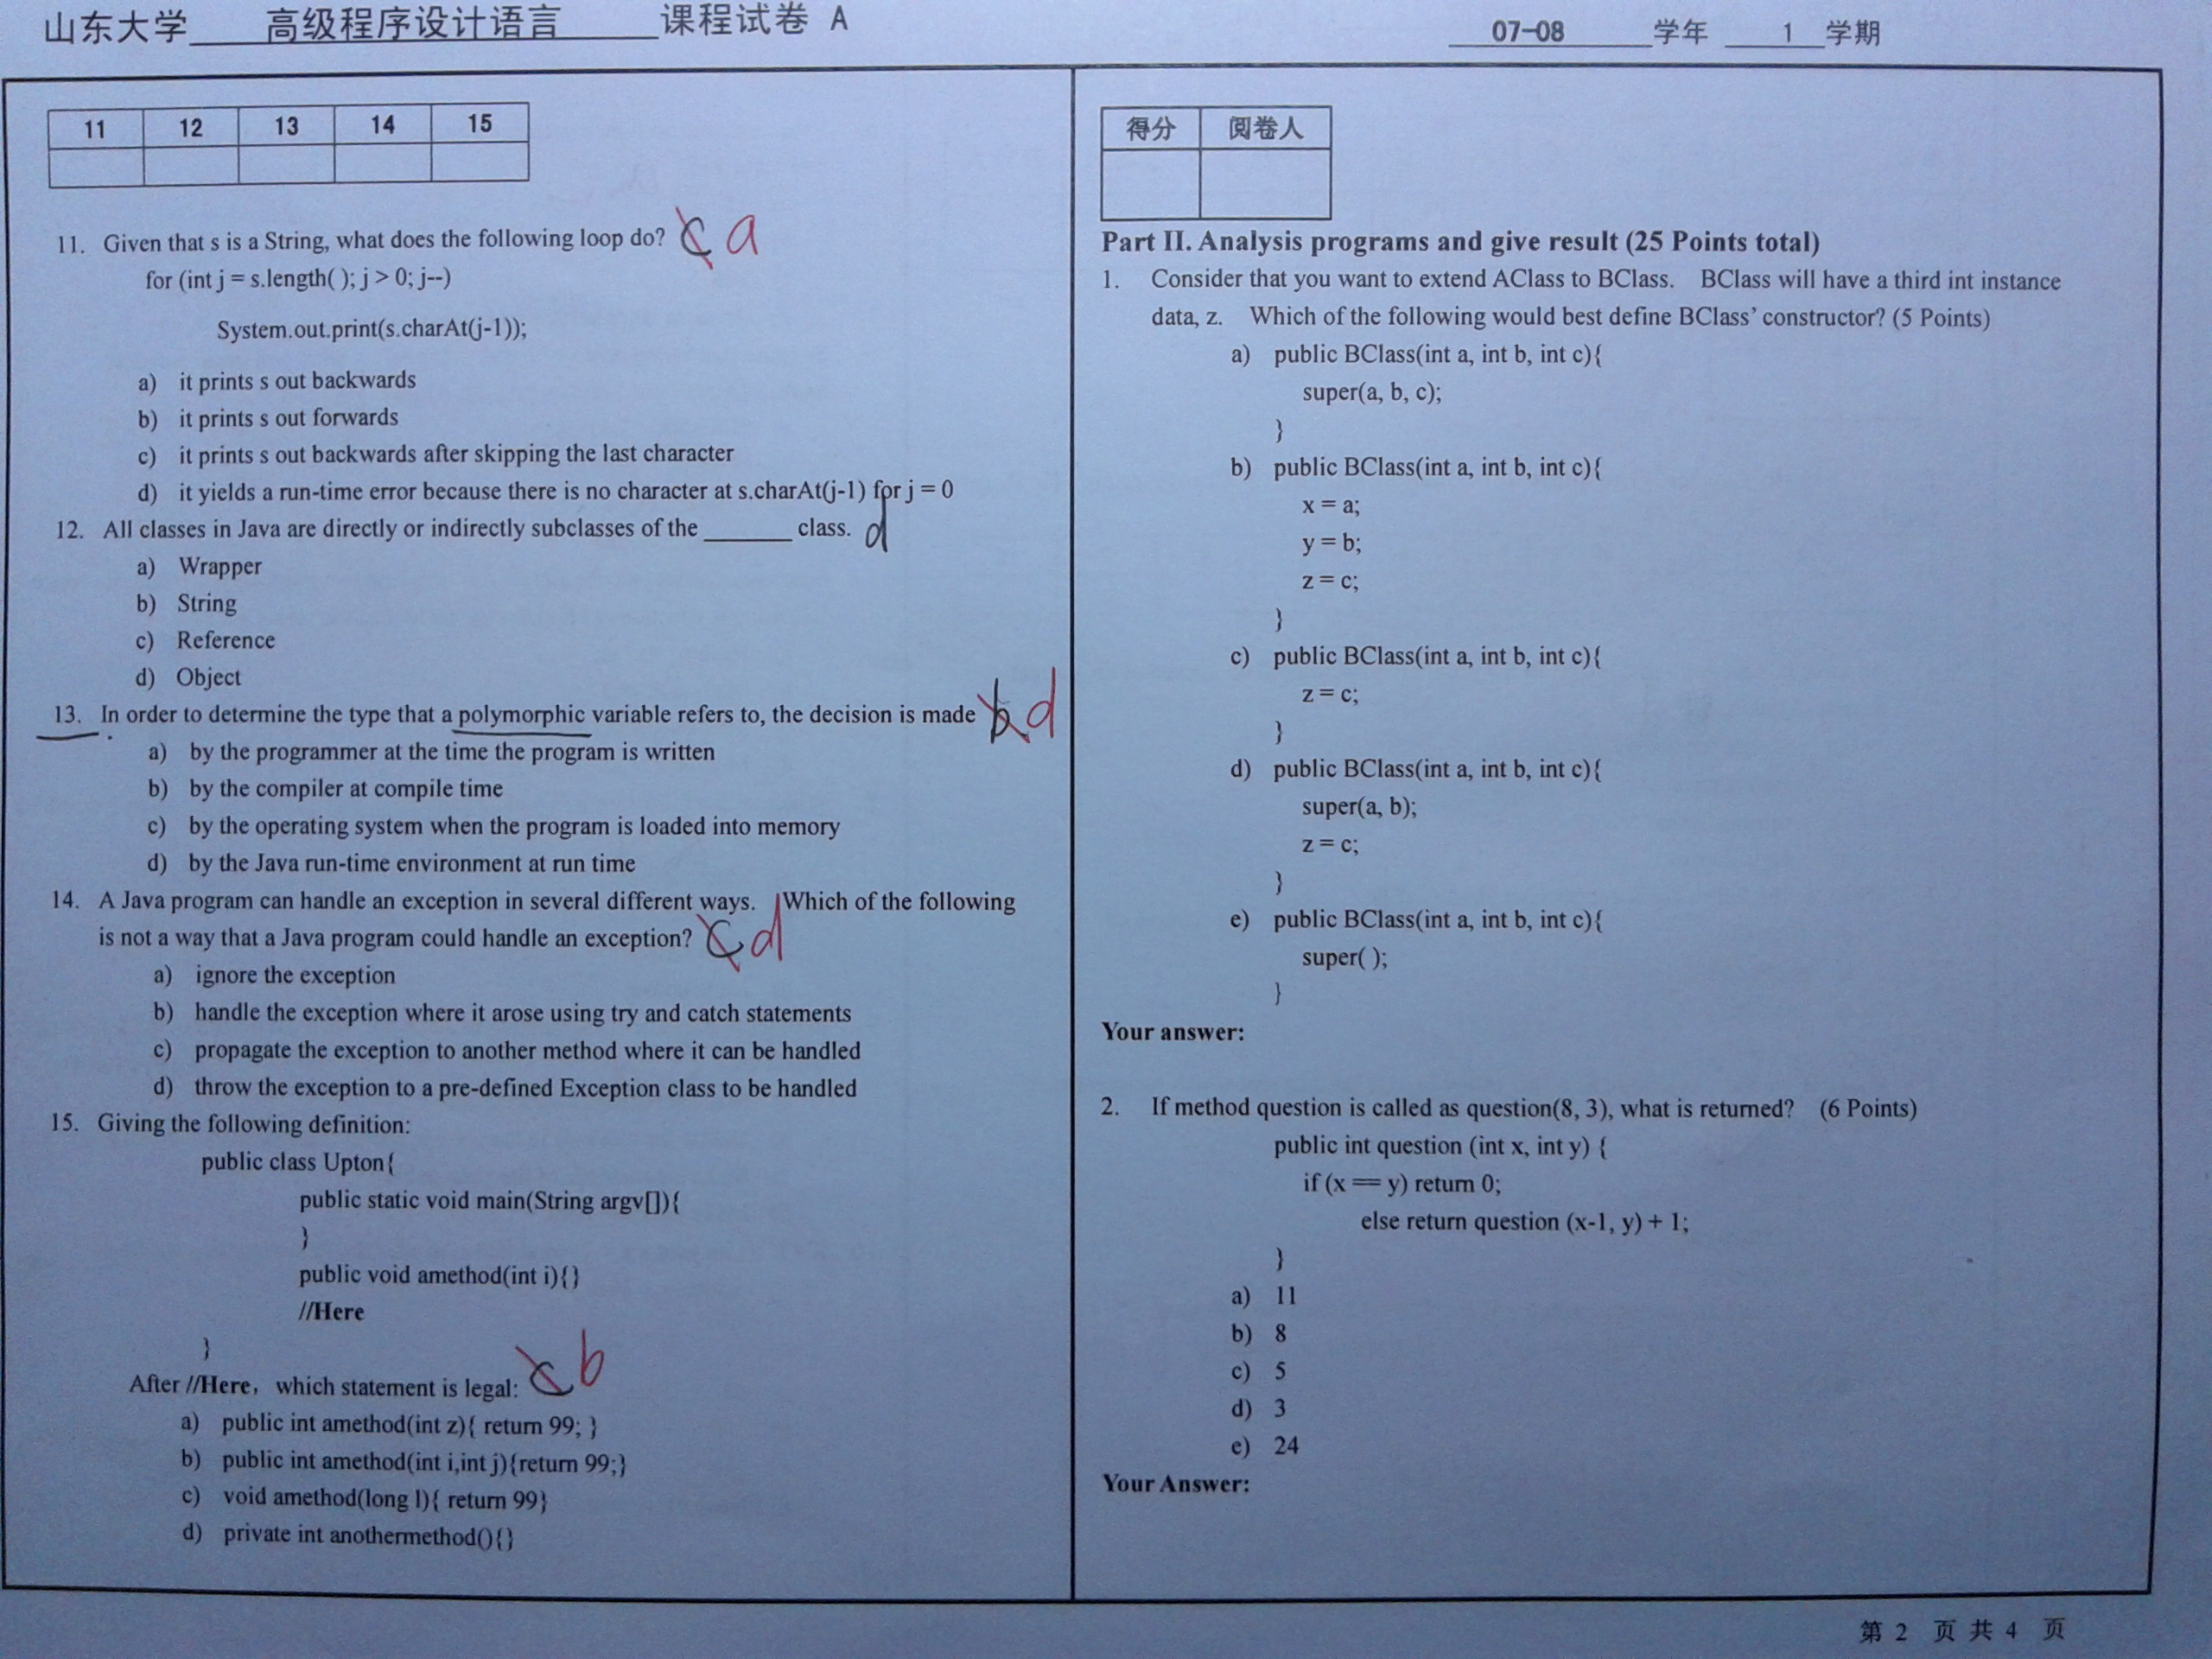 山东大学 高级程序设计语言 课程试卷 A
07-08 学年 1 学期
11 12 13 14 15
11. Given that s is a String, what does the following loop do? c a
for (int j = s.length( ); j > 0; j--)
System.out.print(s.charAt(j-1));
a) it prints s out backwards
b) it prints s out forwards
c) it prints s out backwards after skipping the last character
d) it yields a run-time error because there is no character at s.charAt(j-1) for j = 0
12. All classes in Java are directly or indirectly subclasses of the ______ class. d
a) Wrapper
b) String
c) Reference
d) Object
13. In order to determine the type that a polymorphic variable refers to, the decision is made b d
a) by the programmer at the time the program is written
b) by the compiler at compile time
c) by the operating system when the program is loaded into memory
d) by the Java run-time environment at run time
14. A Java program can handle an exception in several different ways. Which of the following
is not a way that a Java program could handle an exception? c d
a) ignore the exception
b) handle the exception where it arose using try and catch statements
c) propagate the exception to another method where it can be handled
d) throw the exception to a pre-defined Exception class to be handled
15. Giving the following definition:
public class Upton{
public static void main(String argv[]){
}
public void amethod(int i){}
//Here
}
After //Here, which statement is legal: c b
a) public int amethod(int z){ return 99; }
b) public int amethod(int i,int j){return 99;}
c) void amethod(long l){ return 99}
d) private int anothermethod(){}
得分 阅卷人
Part II. Analysis programs and give result (25 Points total)
1. Consider that you want to extend AClass to BClass. BClass will have a third int instance
data, z. Which of the following would best define BClass' constructor? (5 Points)
a) public BClass(int a, int b, int c){
super(a, b, c);
}
b) public BClass(int a, int b, int c){
x = a;
y = b;
z = c;
}
c) public BClass(int a, int b, int c){
z = c;
}
d) public BClass(int a, int b, int c){
super(a, b);
z = c;
}
e) public BClass(int a, int b, int c){
super( );
}
Your answer:
2. If method question is called as question(8, 3), what is returned? (6 Points)
public int question (int x, int y) {
if (x == y) return 0;
else return question (x-1, y) + 1;
}
a) 11
b) 8
c) 5
d) 3
e) 24
Your Answer:
第 2 页 共 4 页